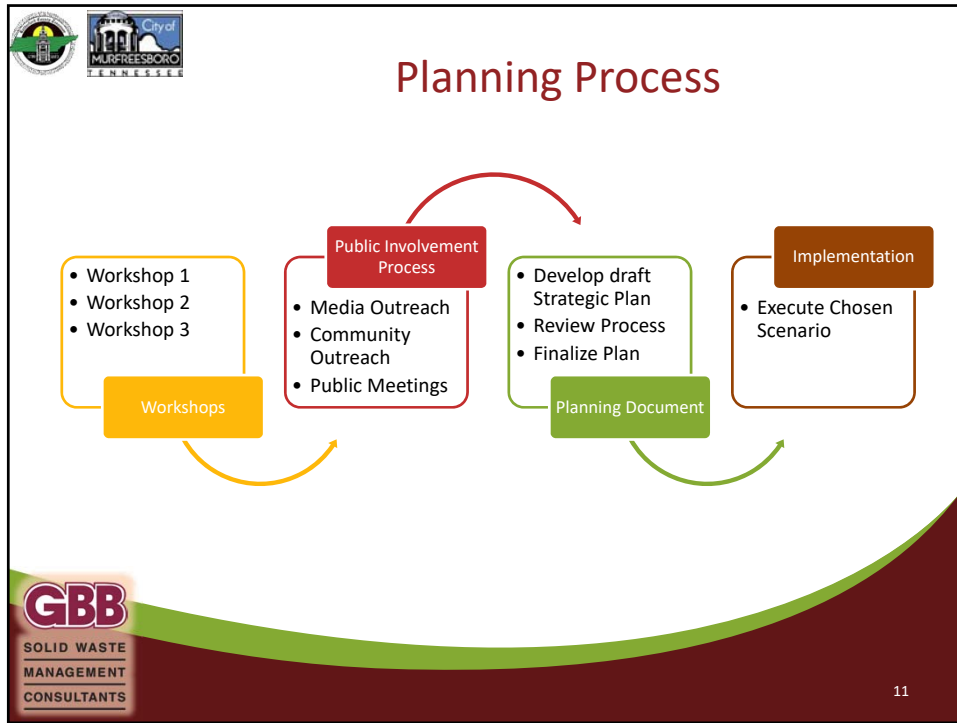 City of
MURFREESBORO
TENNESSEE
Planning Process
• Workshop 1
• Workshop 2
• Workshop 3
Workshops
Public Involvement
Process
• Media Outreach
• Community
Outreach
• Public Meetings
• Develop draft
Strategic Plan
• Review Process
• Finalize Plan
Planning Document
Implementation
• Execute Chosen
Scenario
GBB
SOLID WASTE
MANAGEMENT
CONSULTANTS
11